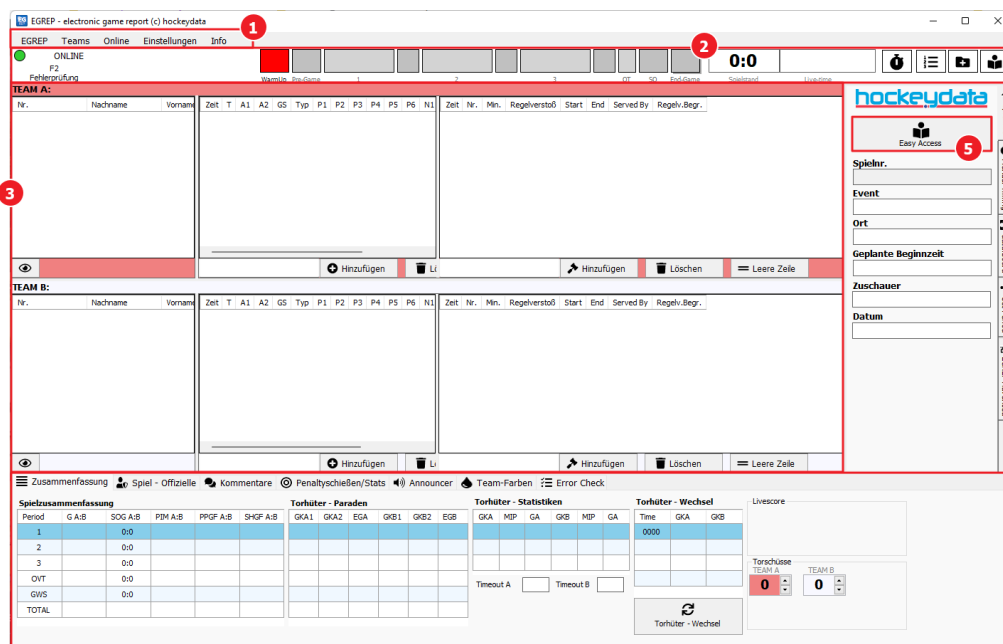 EGREP - electronic game report (c) hockeydata
1
EGREP Teams Online Einstellungen Info
2
ONLINE
F2
Fehlerprüfung
WarmUp Pre-Game 1 2 3 OT SO End-Game
0:0
Spielstand Live-time
TEAM A:
Nr. Nachname Vorname
Zeit T A1 A2 GS Typ P1 P2 P3 P4 P5 P6 N1
Zeit Nr. Min. Regelverstoß Start End Served By Regelv.Begr.
hockeydata
Easy Access
5
3
Spielnr.
Event
Ort
Geplante Beginnzeit
Zuschauer
Datum
Hinzufügen Lö
Hinzufügen Löschen Leere Zeile
TEAM B:
Nr. Nachname Vorname
Zeit T A1 A2 GS Typ P1 P2 P3 P4 P5 P6 N1
Zeit Nr. Min. Regelverstoß Start End Served By Regelv.Begr.
Hinzufügen Lö
Hinzufügen Löschen Leere Zeile
Zusammenfassung Spiel - Offizielle Kommentare Penaltyschießen/Stats Announcer Team-Farben Error Check
Spielzusammenfassung
Period G A:B SOG A:B PIM A:B PPGF A:B SHGF A:B
1 0:0
2 0:0
3 0:0
OVT 0:0
GWS 0:0
TOTAL
Torhüter - Paraden
GKA1 GKA2 EGA GKB1 GKB2 EGB
Torhüter - Statistiken
GKA MIP GA GKB MIP GA
Timeout A Timeout B
Torhüter - Wechsel
Time GKA GKB
0000
Torhüter - Wechsel
Livescore
Torschüsse
TEAM A TEAM B
0 0